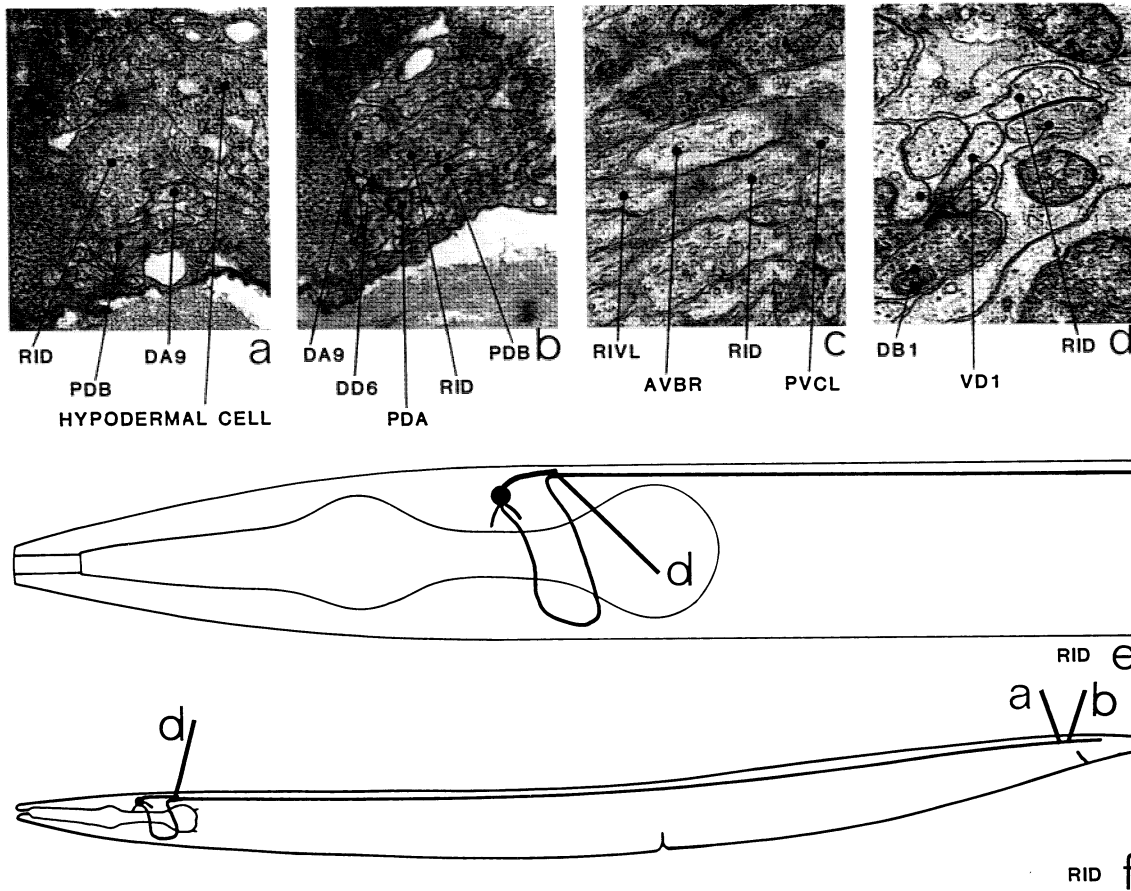 RID
PDB
DA9
HYPODERMAL CELL
a
DA9
DD6
PDA
RID
PDB
b
RIVL
AVBR
RID
PVCL
c
DB1
VD1
RID
d
d
RID e
d
a
b
RID f